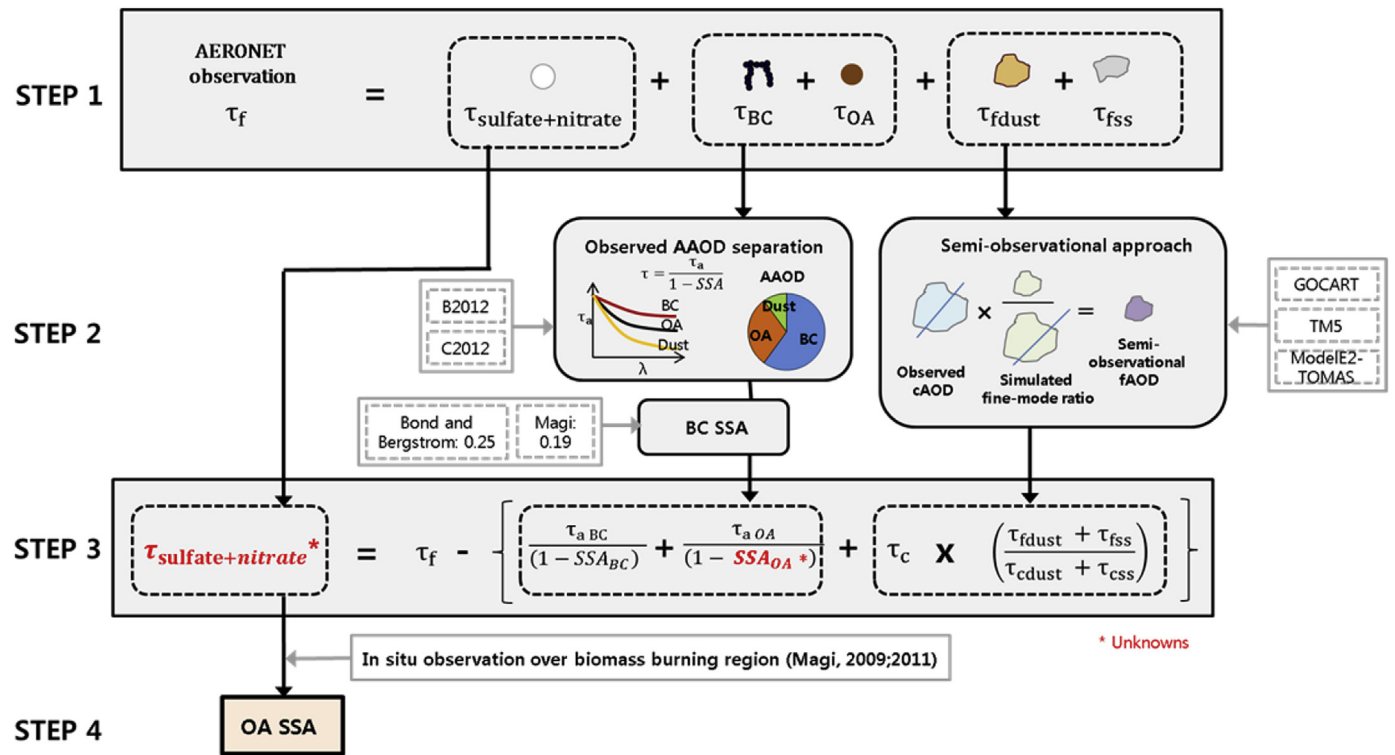 STEP 1
AERONET
observation
τf
=
τsulfate+nitrate
+
τBC
+
τOA
+
τfdust
+
τfss
STEP 2
B2012
C2012
Observed AAOD separation
τ = τa / 1 − SSA
τa
BC
OA
Dust
λ
AAOD
Dust
OA
BC
Semi-observational approach
×
=
Observed
cAOD
Simulated
fine-mode ratio
Semi-
observational
fAOD
GOCART
TM5
ModelE2-
TOMAS
Bond and
Bergstrom: 0.25
Magi:
0.19
BC SSA
STEP 3
τsulfate+nitrate* = τf - { τa BC / (1 − SSABC) + τa OA / (1 − SSAOA *) + τc X (τfdust + τfss / τcdust + τcss) }
* Unknowns
In situ observation over biomass burning region (Magi, 2009;2011)
STEP 4
OA SSA